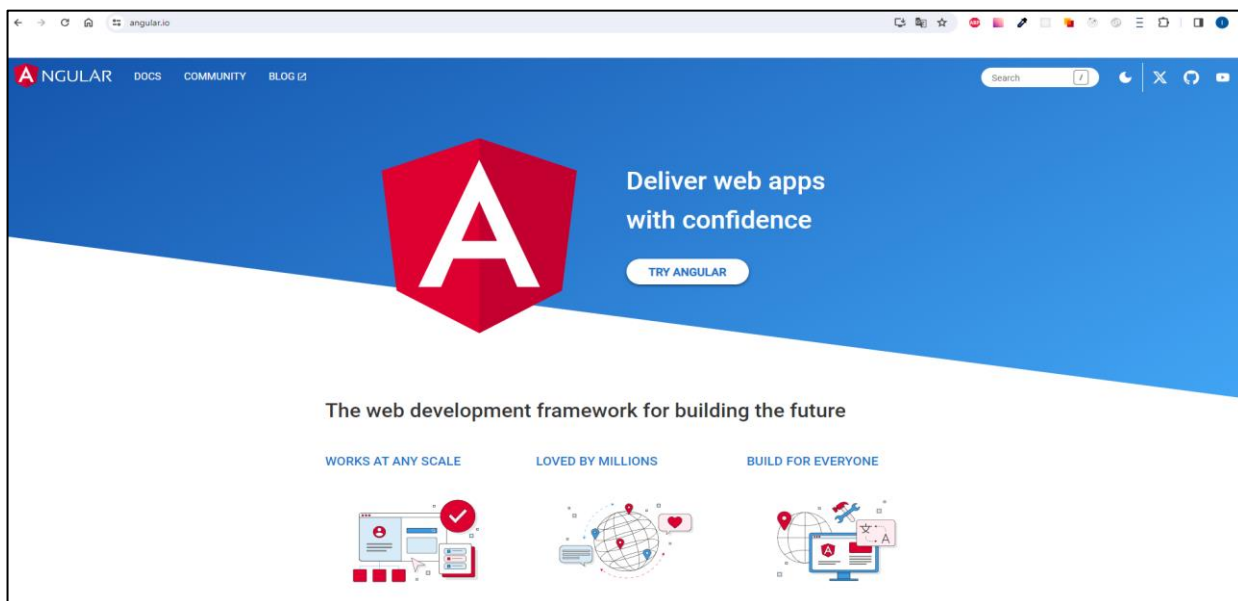 angular.io
ANGULAR DOCS COMMUNITY BLOG
Search /
Deliver web apps
with confidence
TRY ANGULAR
The web development framework for building the future
WORKS AT ANY SCALE LOVED BY MILLIONS BUILD FOR EVERYONE